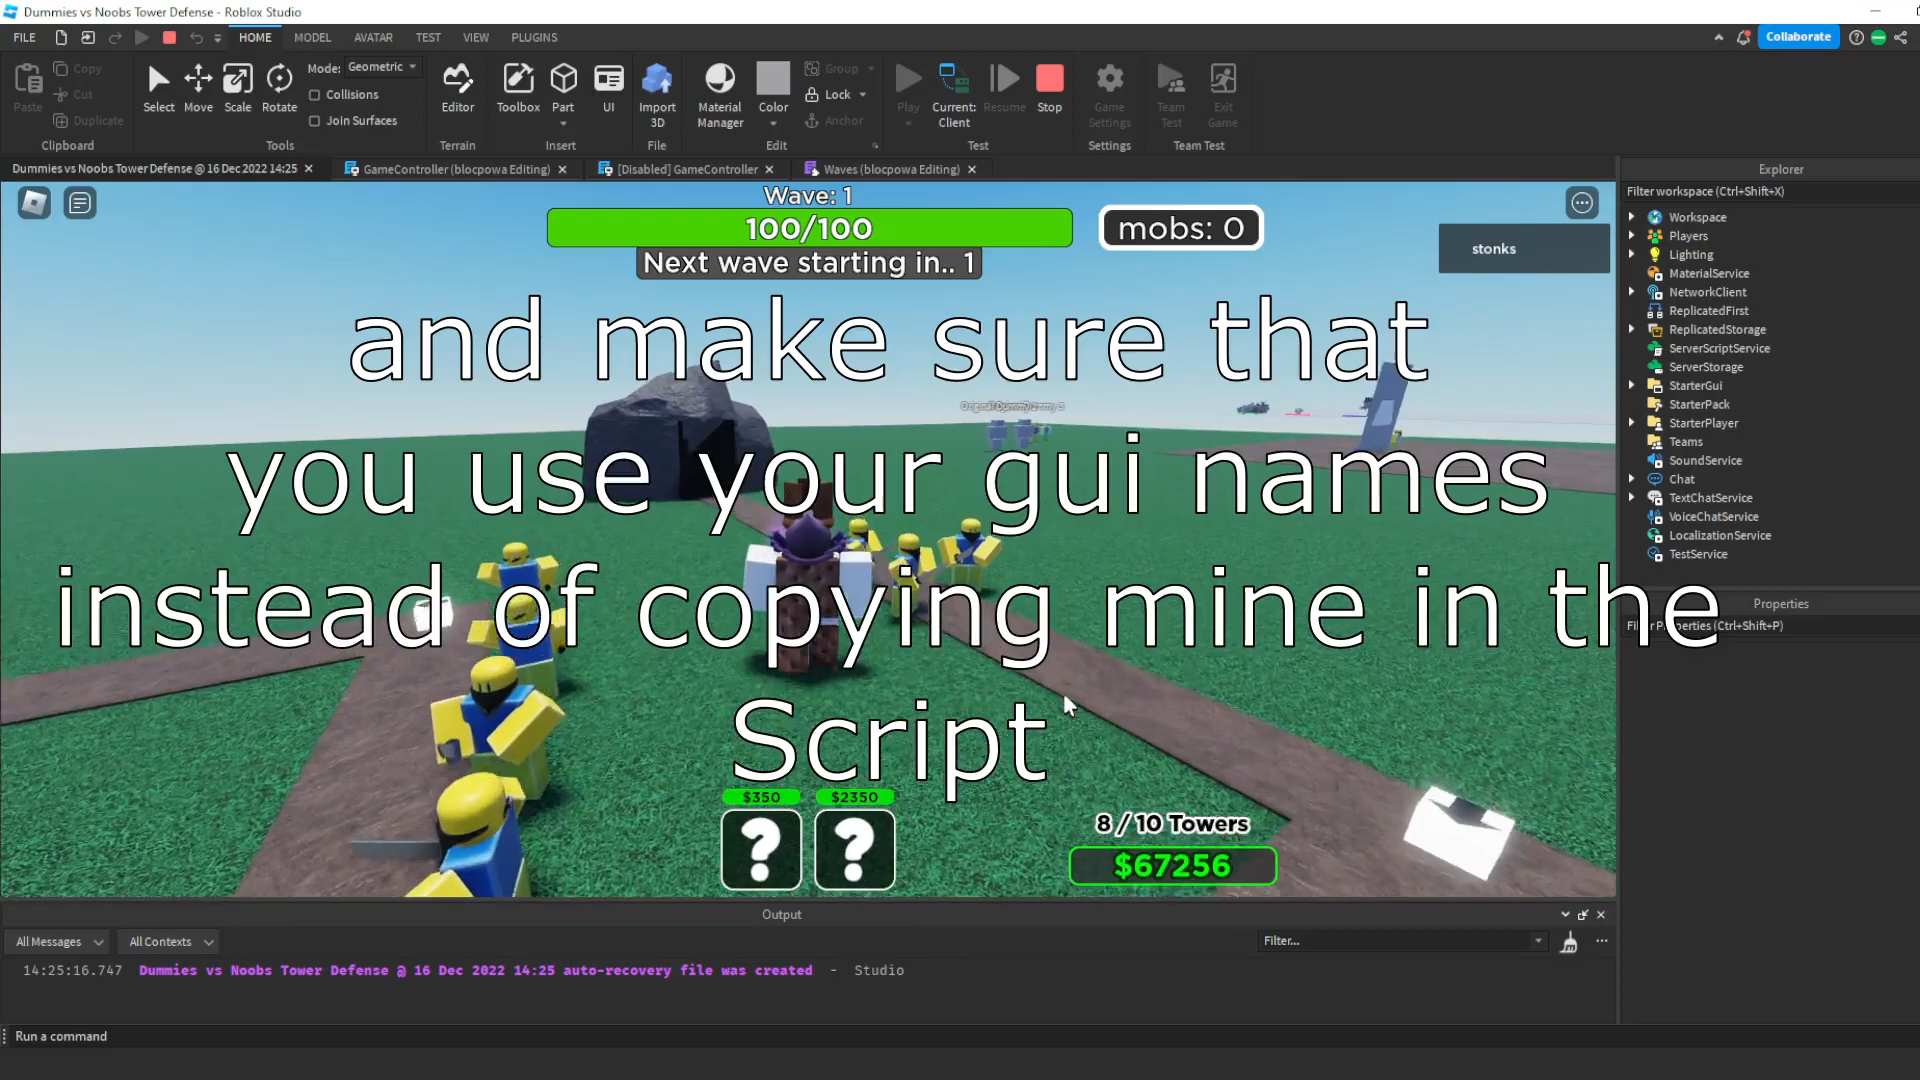 Dummies vs Noobs Tower Defense - Roblox Studio
FILE HOME MODEL AVATAR TEST VIEW PLUGINS Collaborate
Paste Copy Cut Duplicate
Clipboard
Select Move Scale Rotate
Mode: Geometric
Collisions
Join Surfaces
Tools
Editor
Terrain
Toolbox Part UI
Insert
Import 3D
File
Material Manager Color
Group
Lock
Anchor
Edit
Play Current: Client Resume Stop
Test
Game Settings
Settings
Team Test Exit Game
Team Test
Dummies vs Noobs Tower Defense @ 16 Dec 2022 14:25
GameController (blocpowa Editing)
[Disabled] GameController
Waves (blocpowa Editing)
Wave: 1
100/100
Next wave starting in.. 1
mobs: 0
stonks
and make sure that
you use your gui names
instead of copying mine in the
Script
$350 $2350
8 / 10 Towers
$67256
Explorer
Filter workspace (Ctrl+Shift+X)
Workspace
Players
Lighting
MaterialService
NetworkClient
ReplicatedFirst
ReplicatedStorage
ServerScriptService
ServerStorage
StarterGui
StarterPack
StarterPlayer
Teams
SoundService
Chat
TextChatService
VoiceChatService
LocalizationService
TestService
Properties
Output
All Messages All Contexts Filter...
14:25:16.747 Dummies vs Noobs Tower Defense @ 16 Dec 2022 14:25 auto-recovery file was created - Studio
Run a command